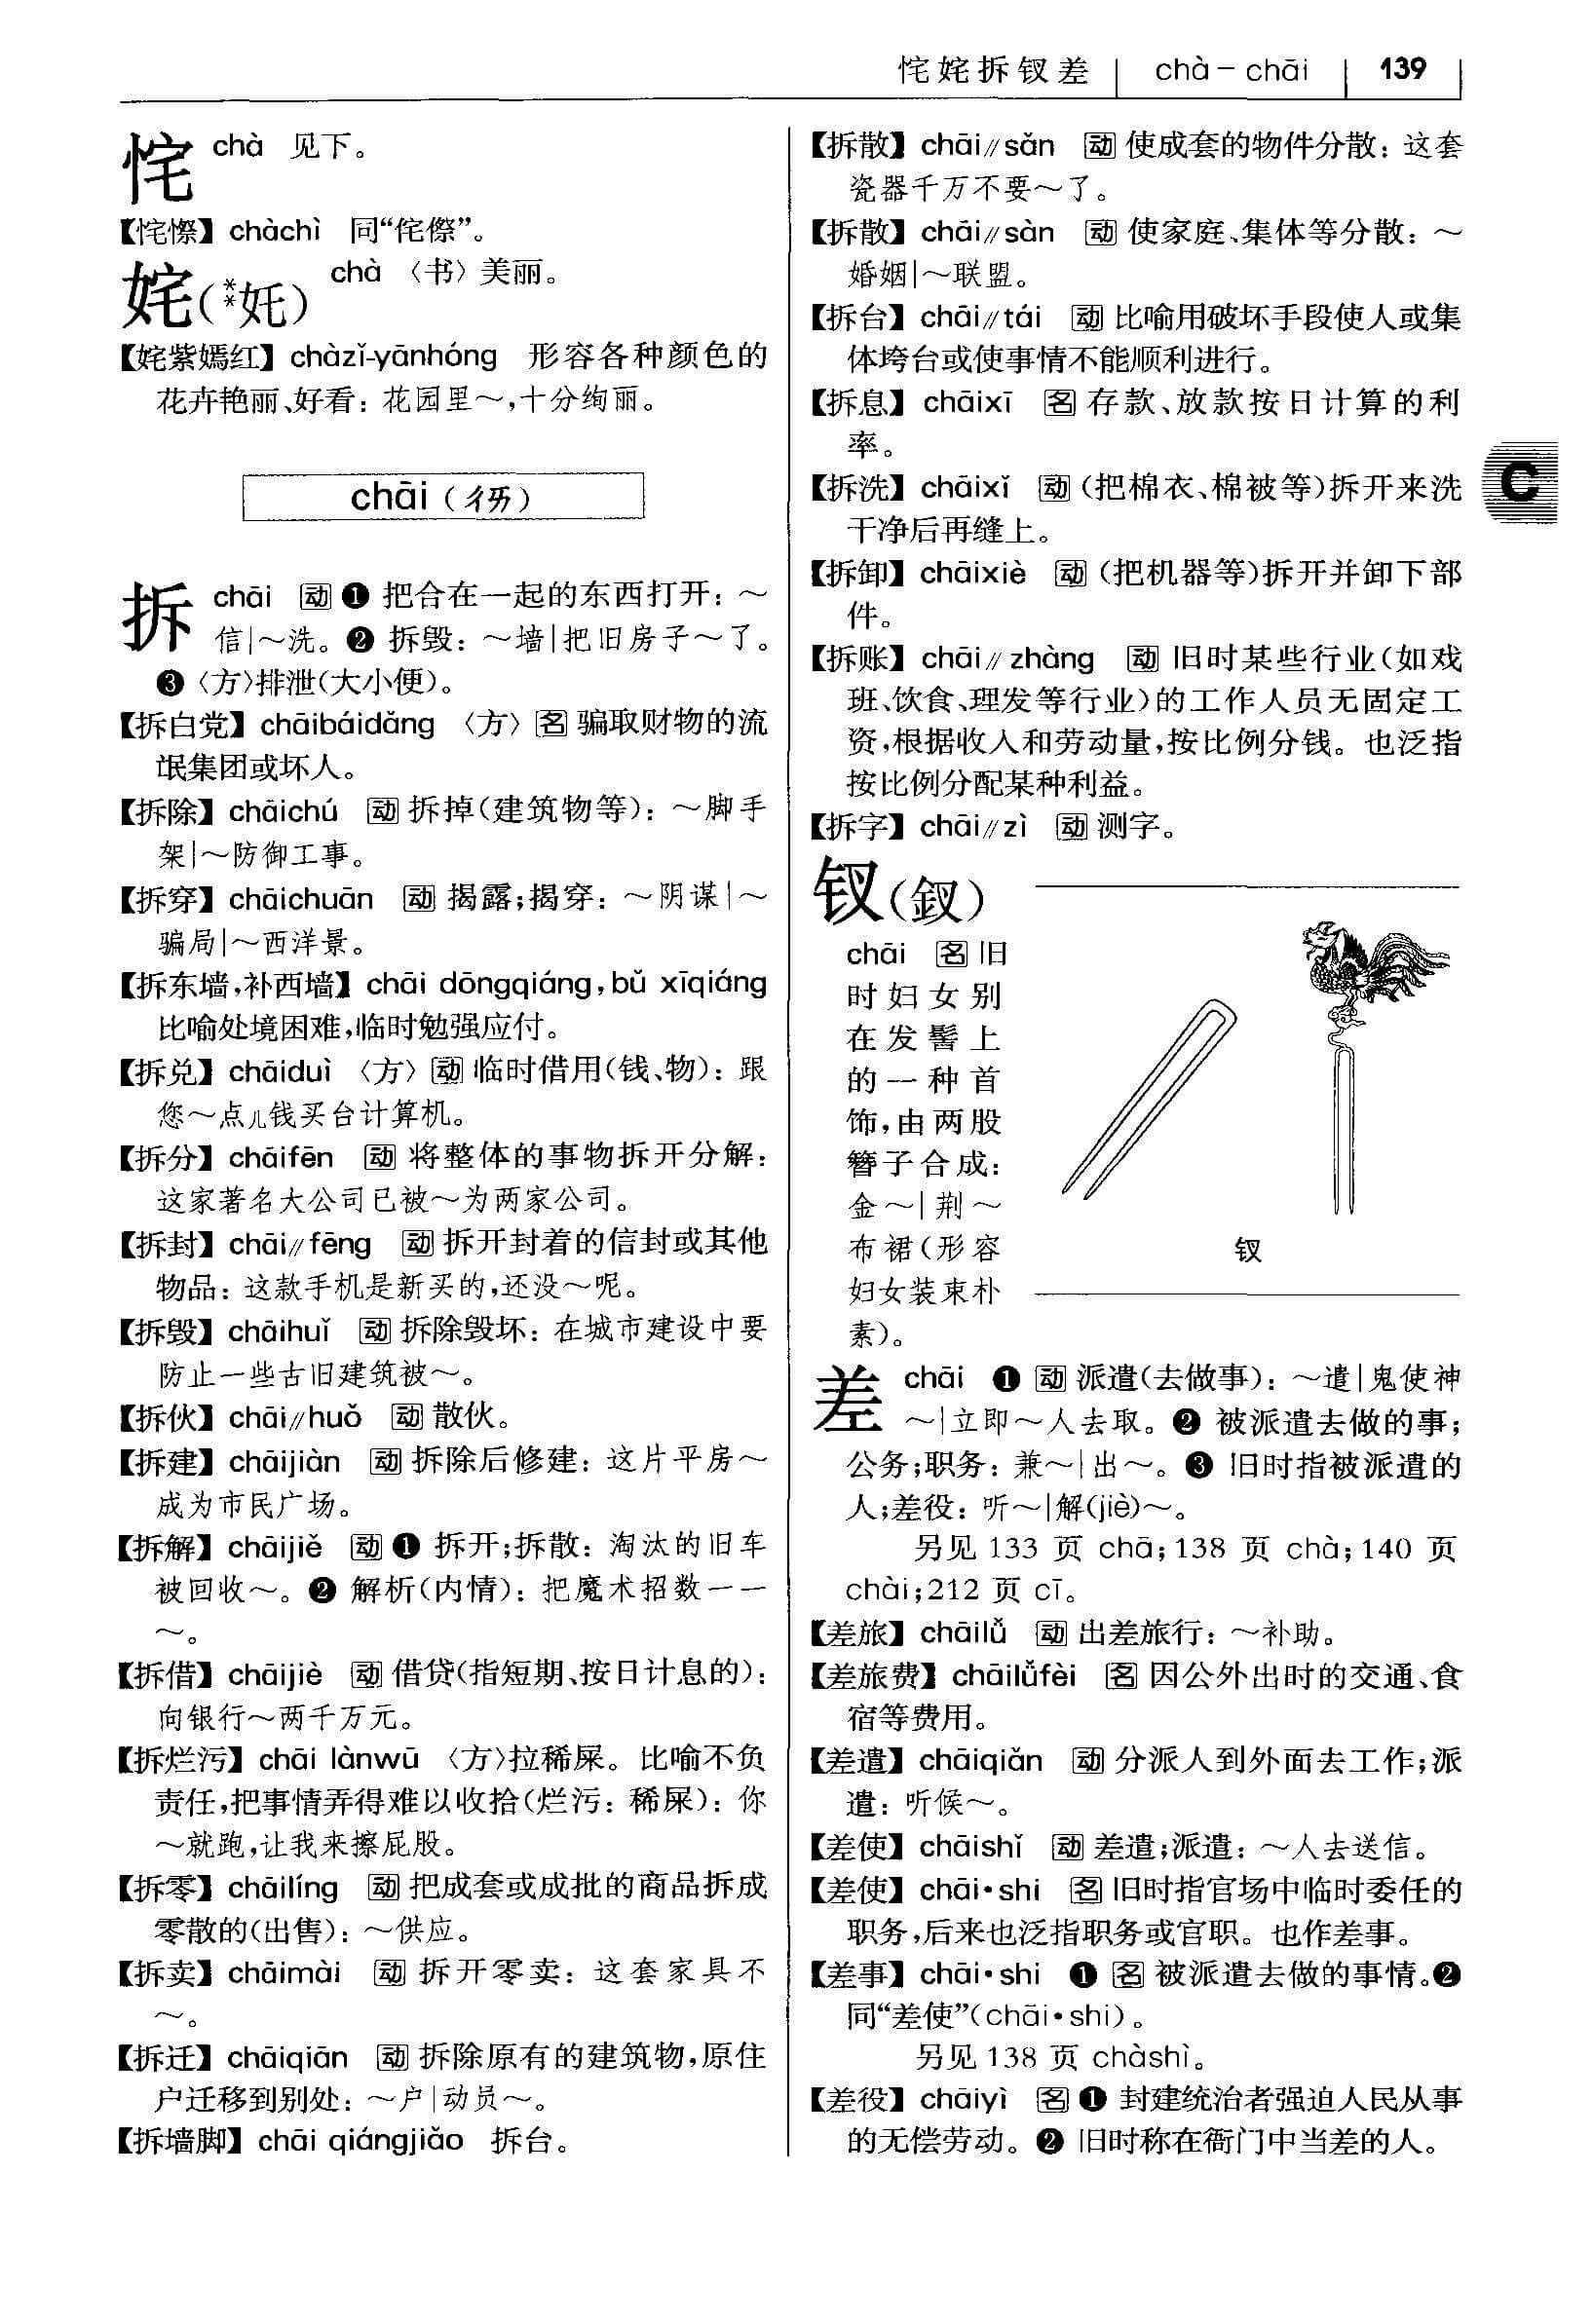 侘姹拆钗差 chà－chāi 139
侘 chà 见下。
【侘憏】chàchì 同“侘傺”。
姹(**奼) chà 〈书〉美丽。
【姹紫嫣红】chàzǐ-yānhóng 形容各种颜色的
花卉艳丽、好看：花园里～，十分绚丽。
chāi（ㄔㄞ）
拆 chāi 动 ❶ 把合在一起的东西打开：～
信|～洗。❷ 拆毁：～墙|把旧房子～了。
❸〈方〉排泄(大小便)。
【拆白党】chāibáidǎng 〈方〉名 骗取财物的流
氓集团或坏人。
【拆除】chāichú 动 拆掉(建筑物等)：～脚手
架|～防御工事。
【拆穿】chāichuān 动 揭露；揭穿：～阴谋|～
骗局|～西洋景。
【拆东墙，补西墙】chāi dōngqiáng，bǔ xīqiáng
比喻处境困难，临时勉强应付。
【拆兑】chāiduì 〈方〉动 临时借用(钱、物)：跟
您～点儿钱买台计算机。
【拆分】chāifēn 动 将整体的事物拆开分解：
这家著名大公司已被～为两家公司。
【拆封】chāi//fēng 动 拆开封着的信封或其他
物品：这款手机是新买的，还没～呢。
【拆毁】chāihuǐ 动 拆除毁坏：在城市建设中要
防止一些古旧建筑被～。
【拆伙】chāi//huǒ 动 散伙。
【拆建】chāijiàn 动 拆除后修建：这片平房～
成为市民广场。
【拆解】chāijiě 动 ❶ 拆开；拆散：淘汰的旧车
被回收～。❷ 解析(内情)：把魔术招数一一
～。
【拆借】chāijiè 动 借贷(指短期、按日计息的)：
向银行～两千万元。
【拆烂污】chāi lànwū 〈方〉拉稀屎。比喻不负
责任，把事情弄得难以收拾(烂污：稀屎)：你
～就跑，让我来擦屁股。
【拆零】chāilíng 动 把成套或成批的商品拆成
零散的(出售)：～供应。
【拆卖】chāimài 动 拆开零卖：这套家具不
～。
【拆迁】chāiqiān 动 拆除原有的建筑物，原住
户迁移到别处：～户|动员～。
【拆墙脚】chāi qiángjiǎo 拆台。
【拆散】chāi//sǎn 动 使成套的物件分散：这套
瓷器千万不要～了。
【拆散】chāi//sàn 动 使家庭、集体等分散：～
婚姻|～联盟。
【拆台】chāi//tái 动 比喻用破坏手段使人或集
体垮台或使事情不能顺利进行。
【拆息】chāixī 名 存款、放款按日计算的利
率。
【拆洗】chāixǐ 动 (把棉衣、棉被等)拆开来洗
干净后再缝上。
【拆卸】chāixiè 动 (把机器等)拆开并卸下部
件。
【拆账】chāi//zhàng 动 旧时某些行业(如戏
班、饮食、理发等行业)的工作人员无固定工
资，根据收入和劳动量，按比例分钱。也泛指
按比例分配某种利益。
【拆字】chāi//zì 动 测字。
钗(釵)
chāi 名 旧
时妇女别
在发髻上
的一种首
饰，由两股
簪子合成：
金～|荆～
布裙(形容
妇女装束朴
素)。
钗
差 chāi ❶ 动 派遣(去做事)：～遣|鬼使神
～|立即～人去取。❷ 被派遣去做的事；
公务；职务：兼～|出～。❸ 旧时指被派遣的
人；差役：听～|解(jiè)～。
另见 133 页 chā；138 页 chà；140 页
chài；212 页 cī。
【差旅】chāilǚ 动 出差旅行：～补助。
【差旅费】chāilǚfèi 名 因公外出时的交通、食
宿等费用。
【差遣】chāiqiǎn 动 分派人到外面去工作；派
遣：听候～。
【差使】chāishǐ 动 差遣；派遣：～人去送信。
【差使】chāi·shi 名 旧时指官场中临时委任的
职务，后来也泛指职务或官职。也作差事。
【差事】chāi·shi ❶ 名 被派遣去做的事情。❷
同“差使”(chāi·shi)。
另见 138 页 chàshì。
【差役】chāiyì 名 ❶ 封建统治者强迫人民从事
的无偿劳动。❷ 旧时称在衙门中当差的人。
C